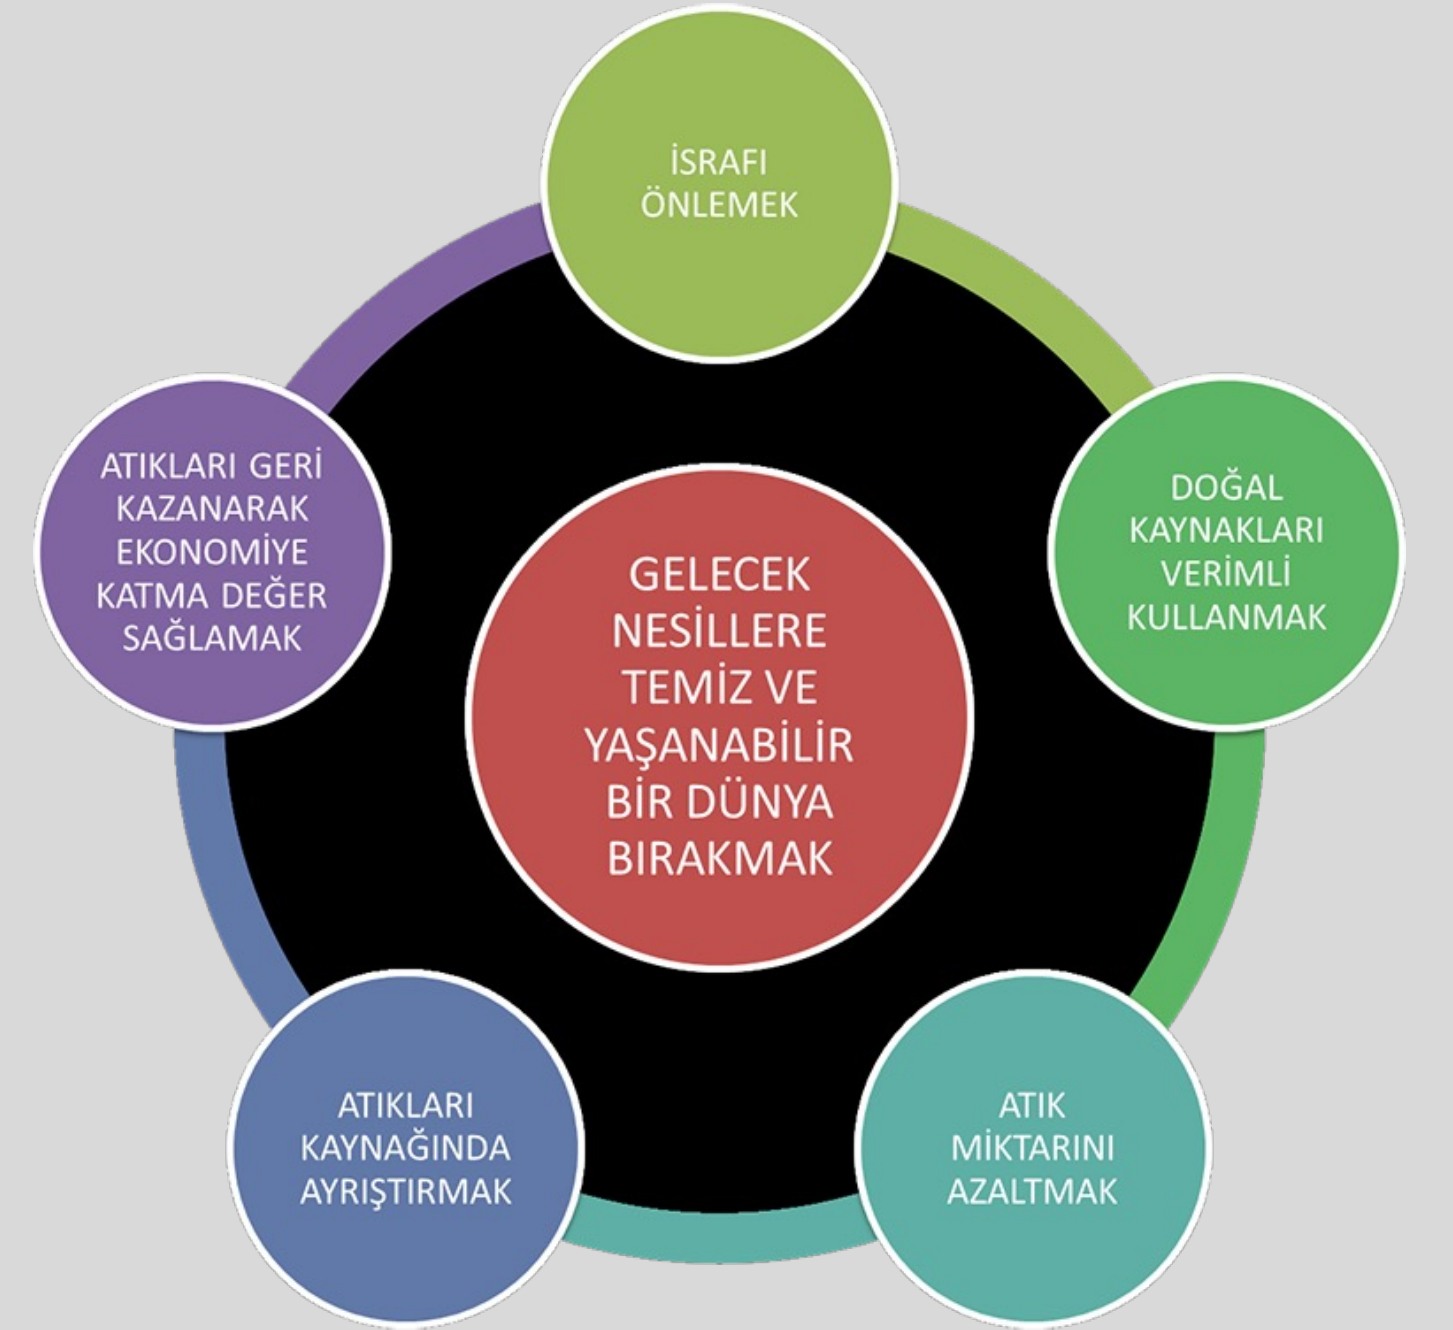 İSRAFI
ÖNLEMEK
DOĞAL
KAYNAKLARI
VERİMLİ
KULLANMAK
ATIK
MİKTARINI
AZALTMAK
ATIKLARI
KAYNAĞINDA
AYRIŞTIRMAK
ATIKLARI GERİ
KAZANARAK
EKONOMİYE
KATMA DEĞER
SAĞLAMAK
GELECEK
NESİLLERE
TEMİZ VE
YAŞANABİLİR
BİR DÜNYA
BIRAKMAK